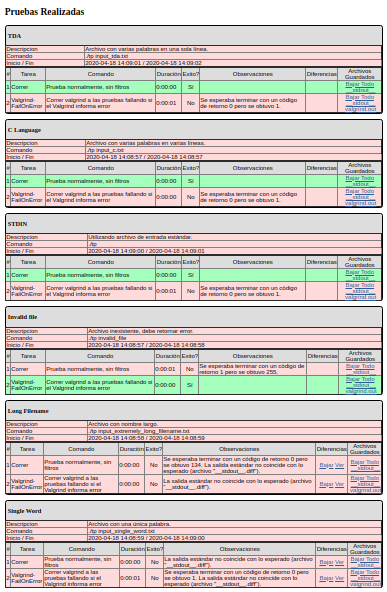 Pruebas Realizadas
TDA
Descripcion Archivo con varias palabras en una sola línea.
Comando ./tp input_tda.txt
Inicio / Fin 2020-04-18 14:09:01 / 2020-04-18 14:09:02
# Tarea Comando Duración Exito? Observaciones Diferencias Archivos
Guardados
1 Correr Prueba normalmente, sin filtros 0:00:00 Sí Bajar Todo
__stdout__
2 Valgrind-FailOnError Correr valgrind a las pruebas fallando si el Valgrind informa error 0:00:01 No Se esperaba terminar con un código de retorno 0 pero se obtuvo 1. Bajar Todo
__stdout__
valgrind.out
C Language
Descripcion Archivo con varias palabras en varias líneas.
Comando ./tp input_c.txt
Inicio / Fin 2020-04-18 14:08:57 / 2020-04-18 14:08:57
# Tarea Comando Duración Exito? Observaciones Diferencias Archivos
Guardados
1 Correr Prueba normalmente, sin filtros 0:00:00 Sí Bajar Todo
__stdout__
2 Valgrind-FailOnError Correr valgrind a las pruebas fallando si el Valgrind informa error 0:00:00 No Se esperaba terminar con un código de retorno 0 pero se obtuvo 1. Bajar Todo
__stdout__
valgrind.out
STDIN
Descripcion Utilizando archivo de entrada estándar.
Comando ./tp
Inicio / Fin 2020-04-18 14:09:00 / 2020-04-18 14:09:01
# Tarea Comando Duración Exito? Observaciones Diferencias Archivos
Guardados
1 Correr Prueba normalmente, sin filtros 0:00:00 Sí Bajar Todo
__stdout__
2 Valgrind-FailOnError Correr valgrind a las pruebas fallando si el Valgrind informa error 0:00:01 No Se esperaba terminar con un código de retorno 0 pero se obtuvo 1. Bajar Todo
__stdout__
valgrind.out
Invalid file
Descripcion Archivo inexistente, debe retornar error.
Comando ./tp invalid_file
Inicio / Fin 2020-04-18 14:08:57 / 2020-04-18 14:08:58
# Tarea Comando Duración Exito? Observaciones Diferencias Archivos
Guardados
1 Correr Prueba normalmente, sin filtros 0:00:01 No Se esperaba terminar con un código de retorno 1 pero se obtuvo 255. Bajar Todo
__stdout__
2 Valgrind-FailOnError Correr valgrind a las pruebas fallando si el Valgrind informa error 0:00:00 Sí Bajar Todo
__stdout__
valgrind.out
Long Filename
Descripcion Archivo con nombre largo.
Comando ./tp input_extremely_long_filename.txt
Inicio / Fin 2020-04-18 14:08:58 / 2020-04-18 14:08:59
# Tarea Comando Duración Exito? Observaciones Diferencias Archivos
Guardados
1 Correr Prueba normalmente, sin filtros 0:00:00 No Se esperaba terminar con un código de retorno 0 pero se obtuvo 134. La salida estándar no coincide con lo esperado (archivo "__stdout__.diff"). Bajar Ver Bajar Todo
__stdout__
2 Valgrind-FailOnError Correr valgrind a las pruebas fallando si el Valgrind informa error 0:00:00 No La salida estándar no coincide con lo esperado (archivo "__stdout__.diff"). Bajar Ver Bajar Todo
__stdout__
valgrind.out
Single Word
Descripcion Archivo con una única palabra.
Comando ./tp input_single_word.txt
Inicio / Fin 2020-04-18 14:08:59 / 2020-04-18 14:09:00
# Tarea Comando Duración Exito? Observaciones Diferencias Archivos
Guardados
1 Correr Prueba normalmente, sin filtros 0:00:00 No La salida estándar no coincide con lo esperado (archivo "__stdout__.diff"). Bajar Ver Bajar Todo
__stdout__
2 Valgrind-FailOnError Correr valgrind a las pruebas fallando si el Valgrind informa error 0:00:01 No Se esperaba terminar con un código de retorno 0 pero se obtuvo 1. La salida estándar no coincide con lo esperado (archivo "__stdout__.diff"). Bajar Ver Bajar Todo
__stdout__
valgrind.out